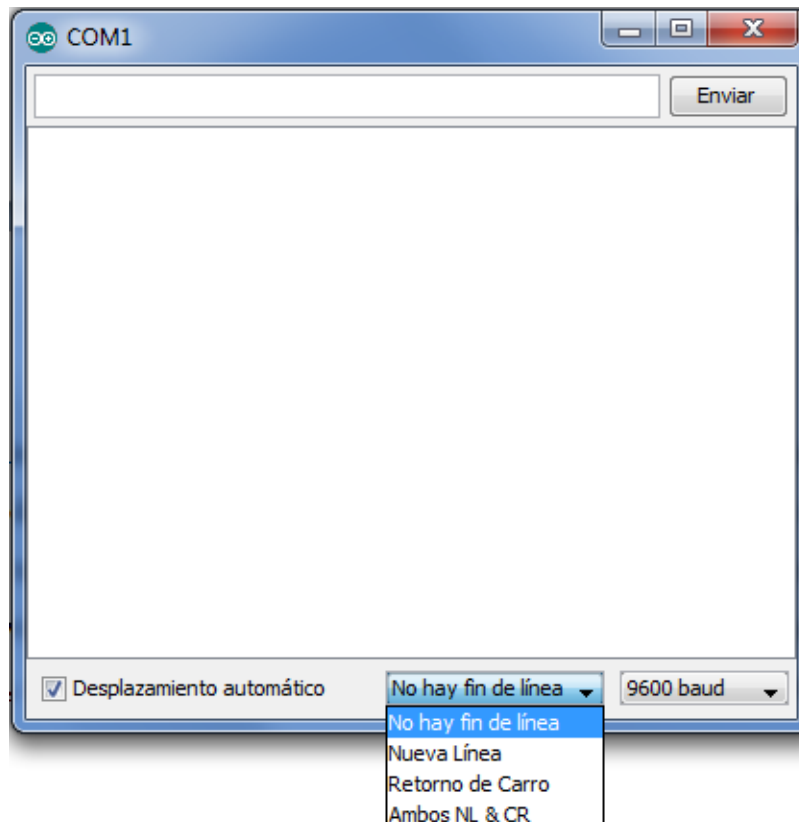 COM1
Enviar
Desplazamiento automático
No hay fin de línea
9600 baud
No hay fin de línea
Nueva Línea
Retorno de Carro
Ambos NL & CR